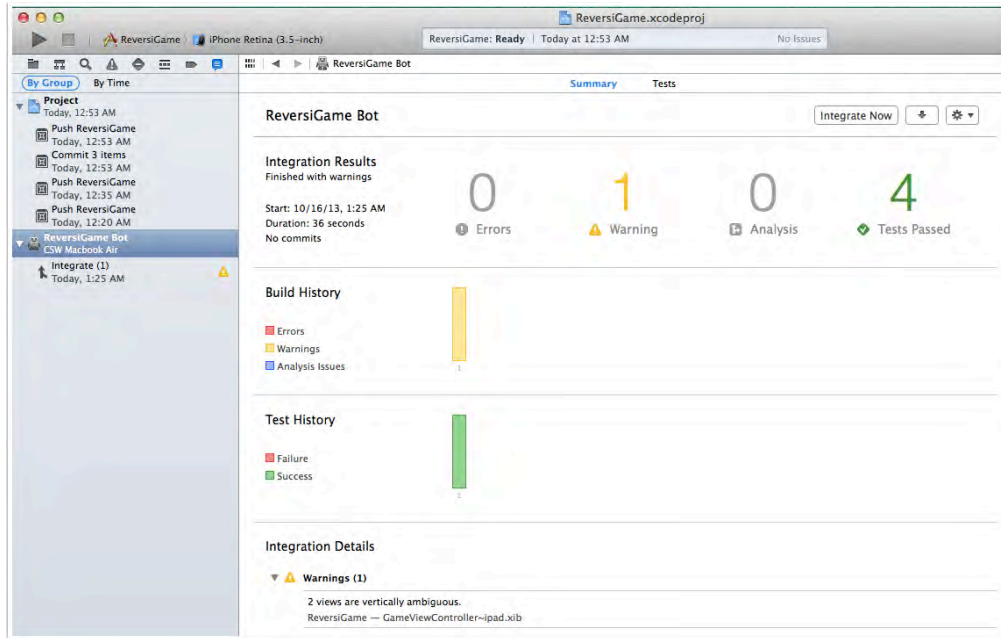 ReversiGame.xcodeproj
ReversiGame
iPhone Retina (3.5-inch)
ReversiGame: Ready
Today at 12:53 AM
No Issues
ReversiGame Bot
By Group
By Time
Summary
Tests
Project
Today, 12:53 AM
Push ReversiGame
Today, 12:53 AM
Commit 3 items
Today, 12:53 AM
Push ReversiGame
Today, 12:35 AM
Push ReversiGame
Today, 12:20 AM
ReversiGame Bot
CSW Macbook Air
Integrate (1)
Today, 1:25 AM
ReversiGame Bot
Integrate Now
Integration Results
Finished with warnings
Start: 10/16/13, 1:25 AM
Duration: 36 seconds
No commits
0
Errors
1
Warning
0
Analysis
4
Tests Passed
Build History
Errors
Warnings
Analysis Issues
1
Test History
Failure
Success
1
Integration Details
Warnings (1)
2 views are vertically ambiguous.
ReversiGame — GameViewController~ipad.xib